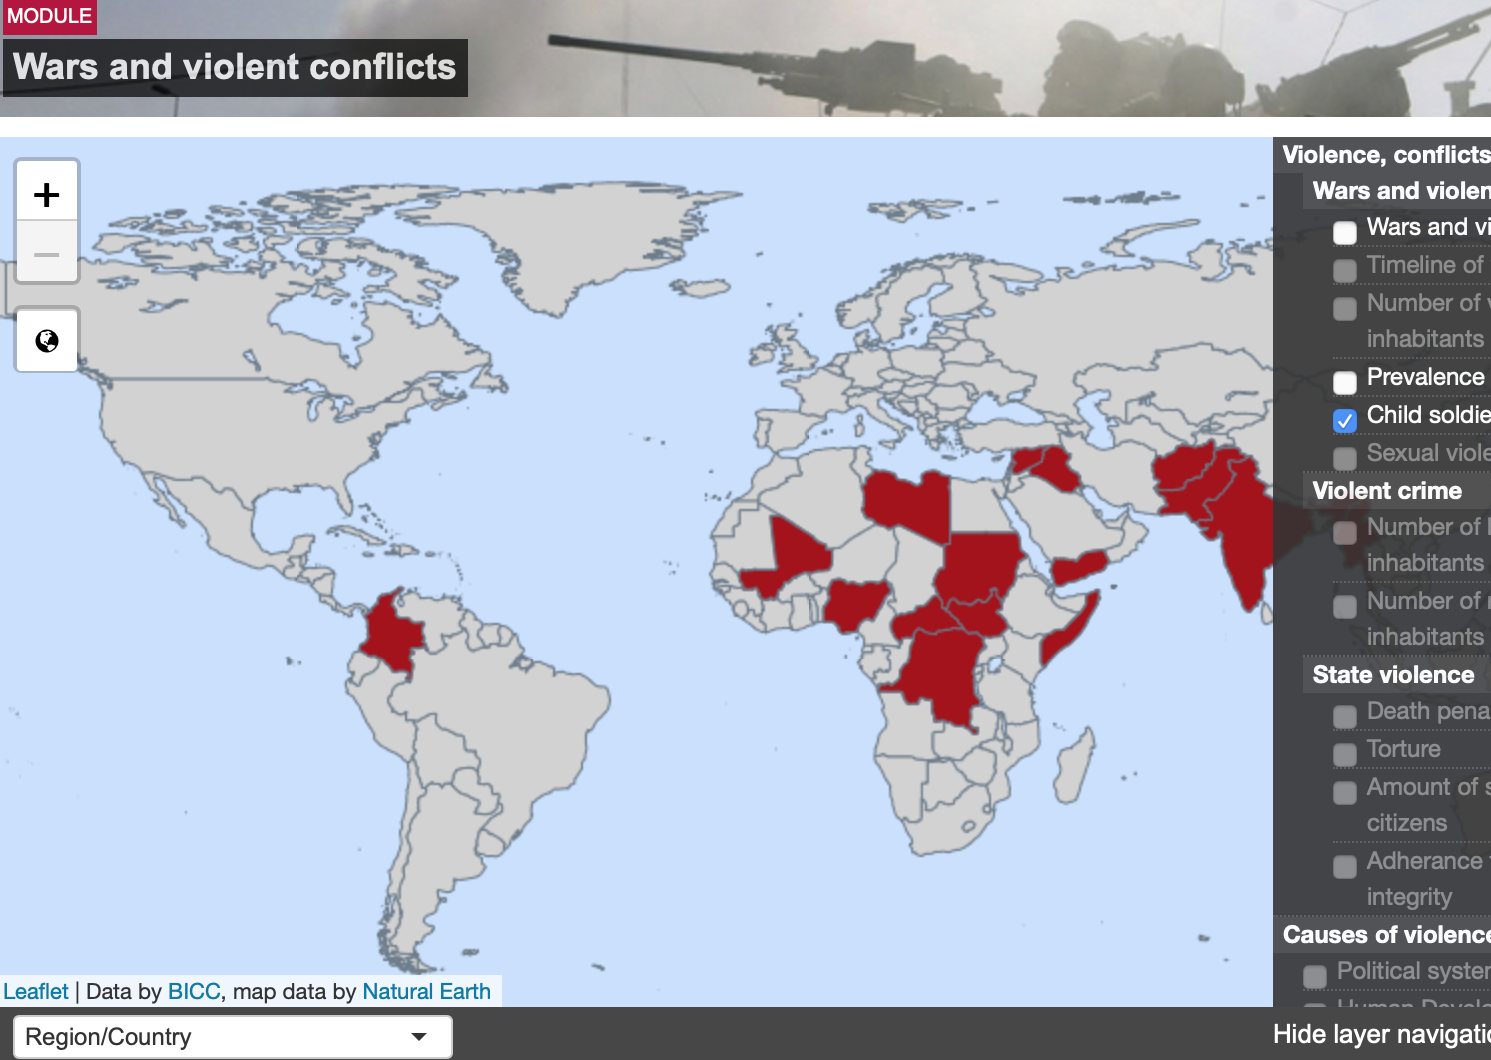 MODULE
Wars and violent conflicts
+
−
Violence, conflicts
Wars and violen
Wars and vi
Timeline of
Number of v
inhabitants
Prevalence
Child soldie
Sexual viole
Violent crime
Number of
inhabitants
Number of
inhabitants
State violence
Death pena
Torture
Amount of s
citizens
Adherance
integrity
Causes of violence
Political syster
Human Develo
Leaflet | Data by BICC, map data by Natural Earth
Region/Country
Hide layer navigatio